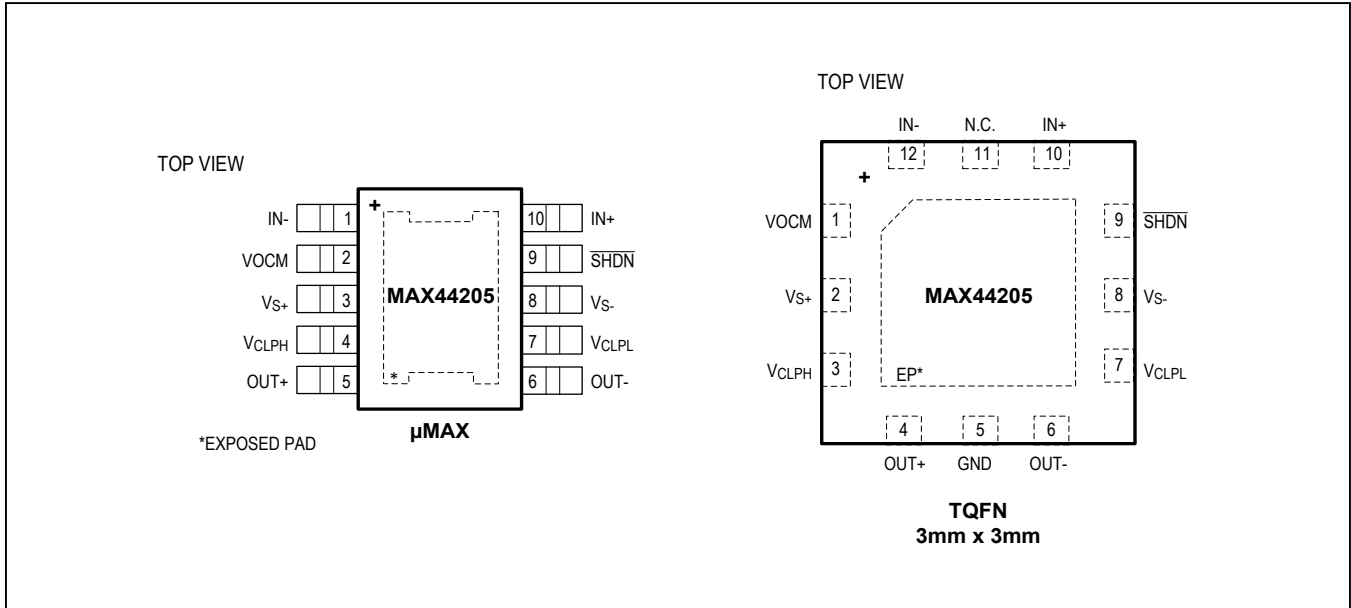 TOP VIEW
IN- 1
VOCM 2
VS+ 3
VCLPH 4
OUT+ 5
+
MAX44205
*
10 IN+
9 SHDN
8 VS-
7 VCLPL
6 OUT-
µMAX
*EXPOSED PAD
TOP VIEW
IN- N.C. IN+
12 11 10
+
VOCM 1
VS+ 2
VCLPH 3
MAX44205
EP*
9 SHDN
8 VS-
7 VCLPL
4 5 6
OUT+ GND OUT-
TQFN
3mm x 3mm